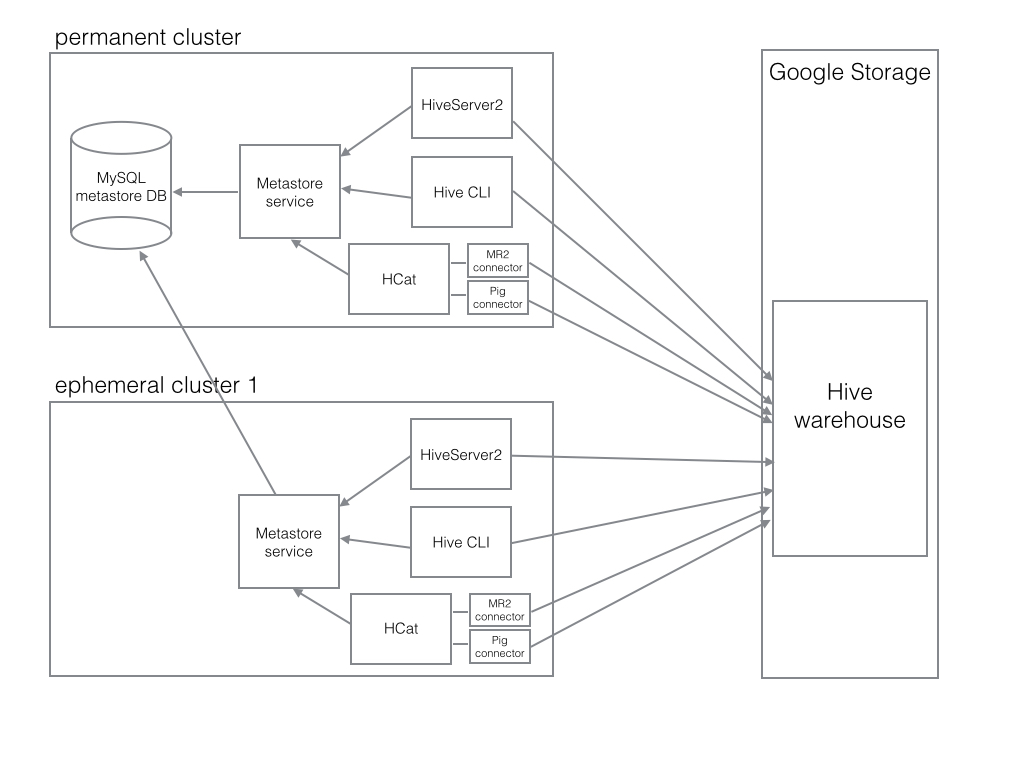 permanent cluster
Google Storage
HiveServer2
MySQL
metastore DB
Metastore
service
Hive CLI
HCat
MR2
connector
Pig
connector
ephemeral cluster 1
HiveServer2
Metastore
service
Hive CLI
HCat
MR2
connector
Pig
connector
Hive
warehouse